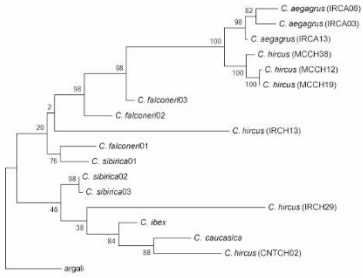 C. aegagrus (IRCA08)
82
C. aegagrus (IRCA03)
98
C. aegagrus (IRCA13)
100
C. hircus (MCCH38)
100
C. hircus (MCCH12)
98
100
C. hircus (MCCH19)
98
C. falconeri03
2
C. falconeri02
20
C. hircus (IRCH13)
C. falconeri01
76
C. sibirica01
98
C. sibirica02
C. sibirica03
46
C. hircus (IRCH29)
38
C. ibex
84
C. caucasica
88
C. hircus (CNTCH02)
argali